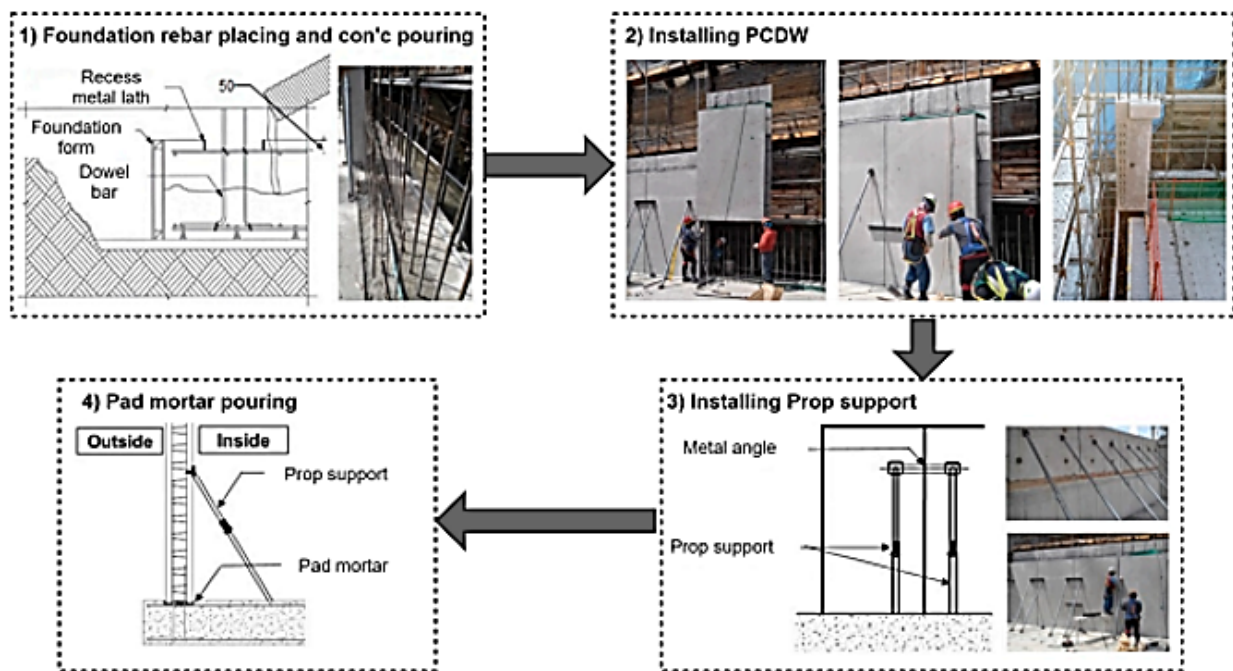 1) Foundation rebar placing and con'c pouring
Recess
metal lath
50
Foundation
form
Dowel
bar
2) Installing PCDW
4) Pad mortar pouring
Outside
Inside
Prop support
Pad mortar
3) Installing Prop support
Metal angle
Prop support